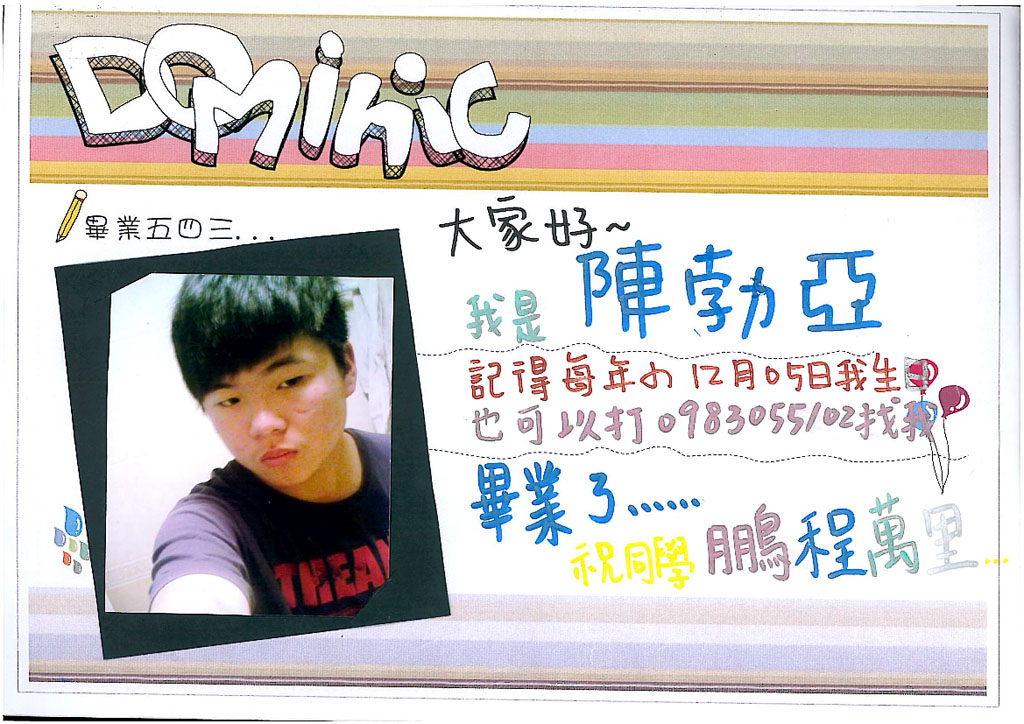 DOMiniC
畢業五四三...
大家好~
我是 陳勃亞
記得每年の12月05日我生日
也可以打0983055102找我
畢業了......
祝同學 鵬程萬里...
THEAM